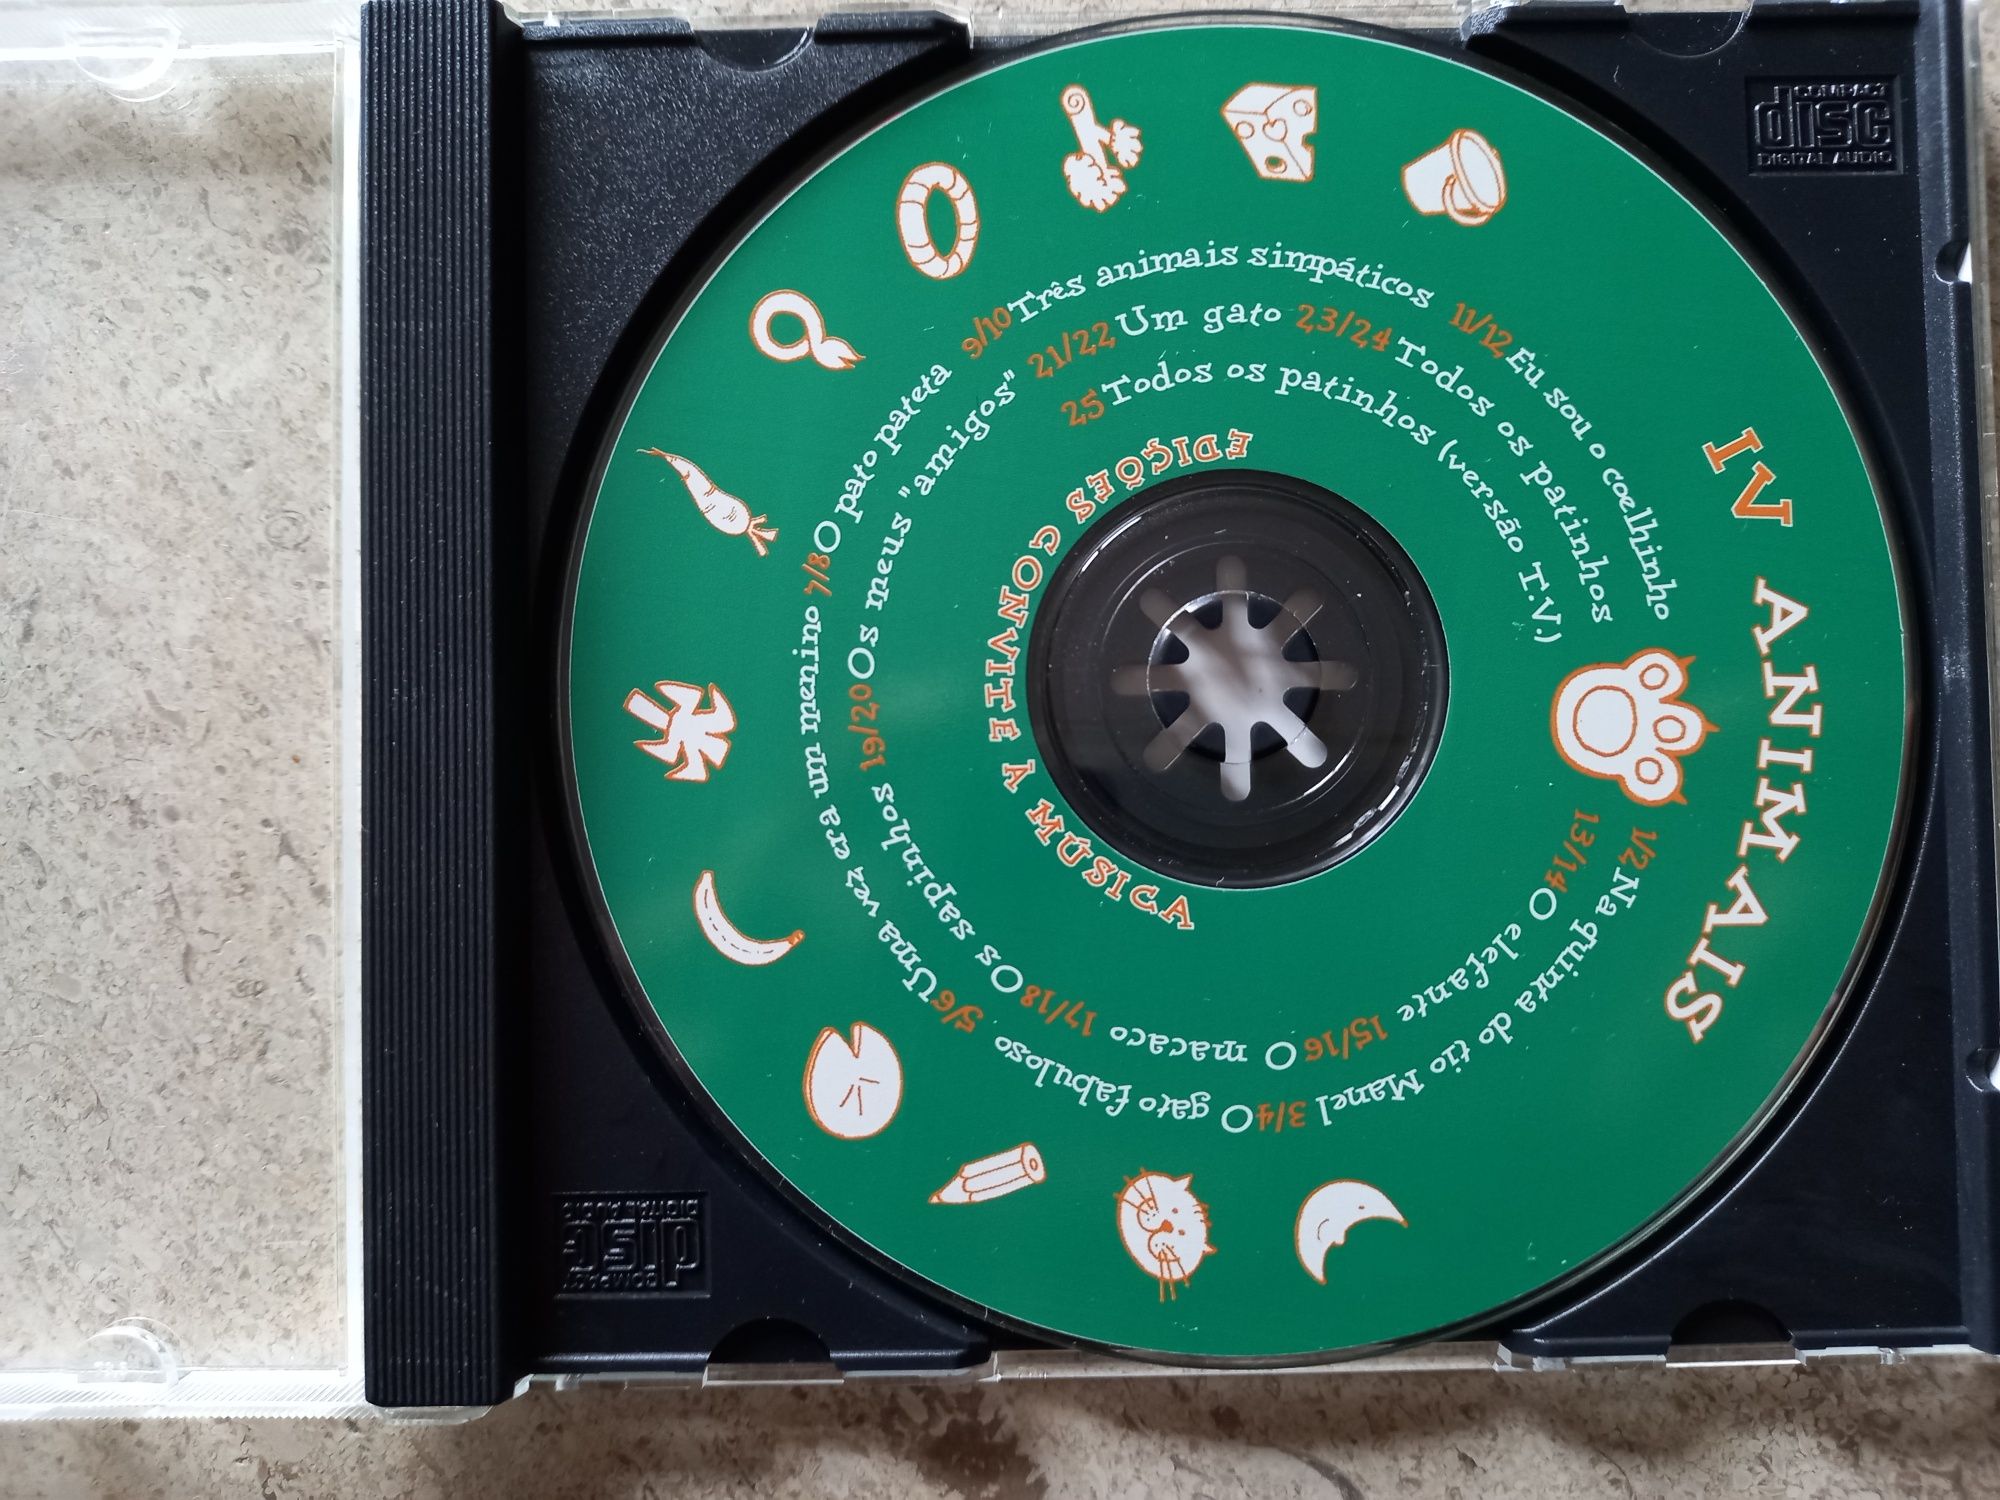 IV ANIMAIS
1/2 Na quinta do tio Manel 3/4 O gato fabuloso 5/6 Uma vez era um menino 7/8 O pato pateta 9/10 Três animais simpáticos 11/12 Eu sou o coelhinho
13/14 O elefante 15/16 O macaco 17/18 Os sapinhos 19/20 Os meus "amigos" 21/22 Um gato 23/24 Todos os patinhos
25 Todos os patinhos (versão T.V.)
EDIÇÕES CONVITE À MÚSICA
COMPACT
disc
DIGITAL AUDIO
COMPACT
disc
DIGITAL AUDIO